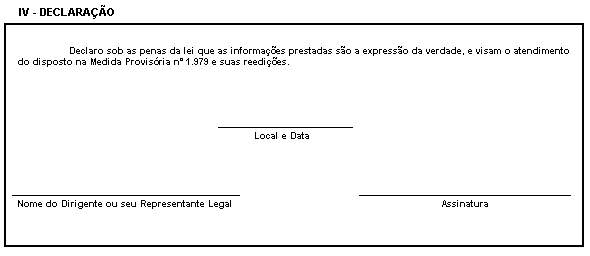 IV - DECLARAÇÃO
Declaro sob as penas da lei que as informações prestadas são a expressão da verdade, e visam o atendimento
do disposto na Medida Provisória nº 1.979 e suas reedições.
Local e Data
Nome do Dirigente ou seu Representante Legal
Assinatura